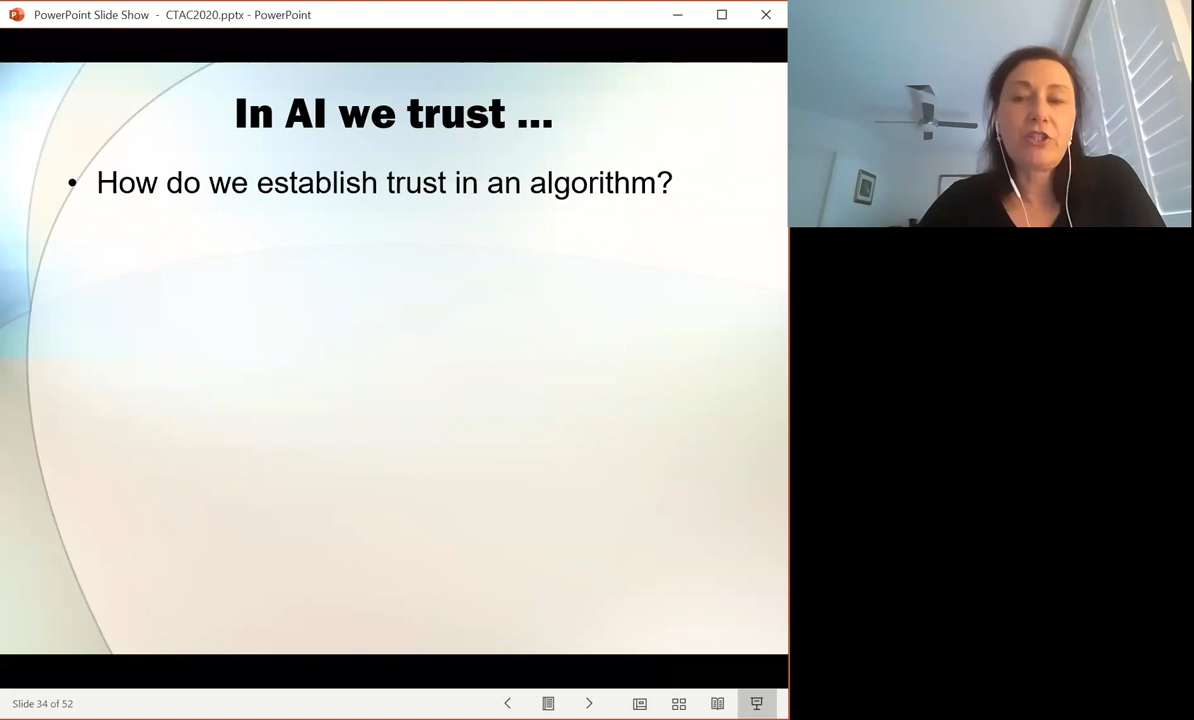 PowerPoint Slide Show - CTAC2020.pptx - PowerPoint
In AI we trust ...
• How do we establish trust in an algorithm?
Slide 34 of 52